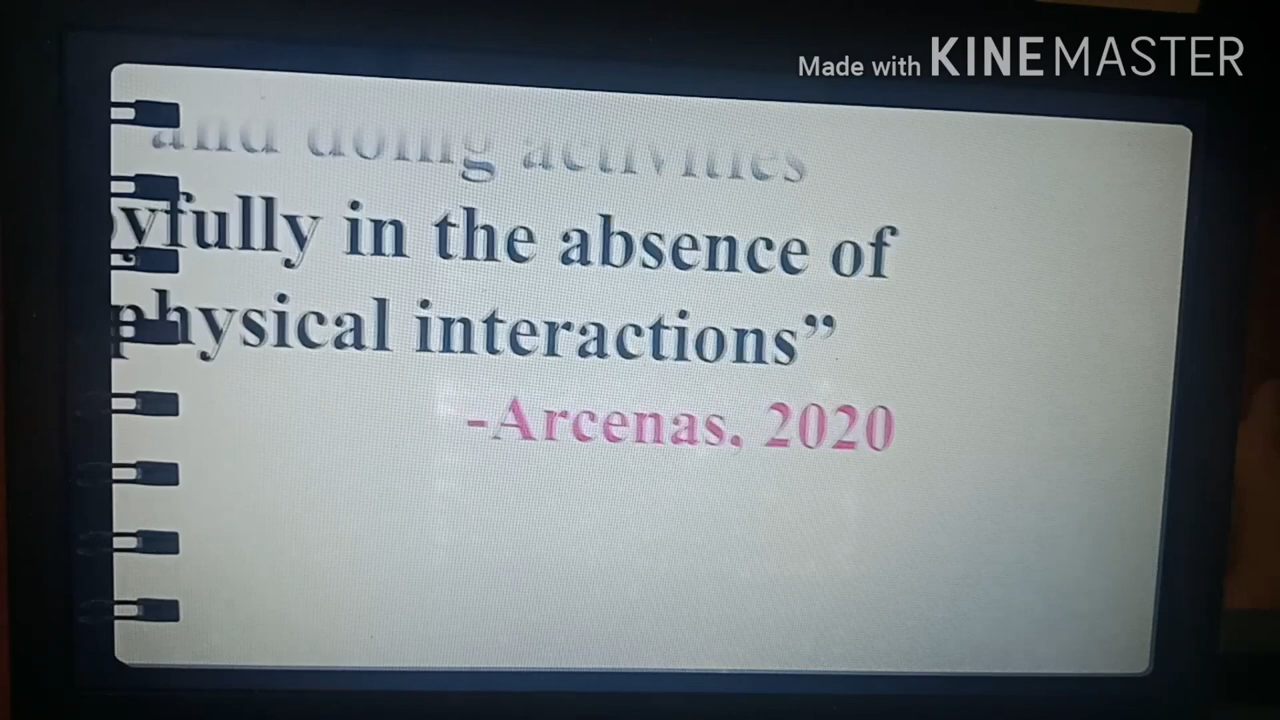 Made with KINEMASTER
and doing activities
yfully in the absence of
physical interactions”
-Arcenas, 2020